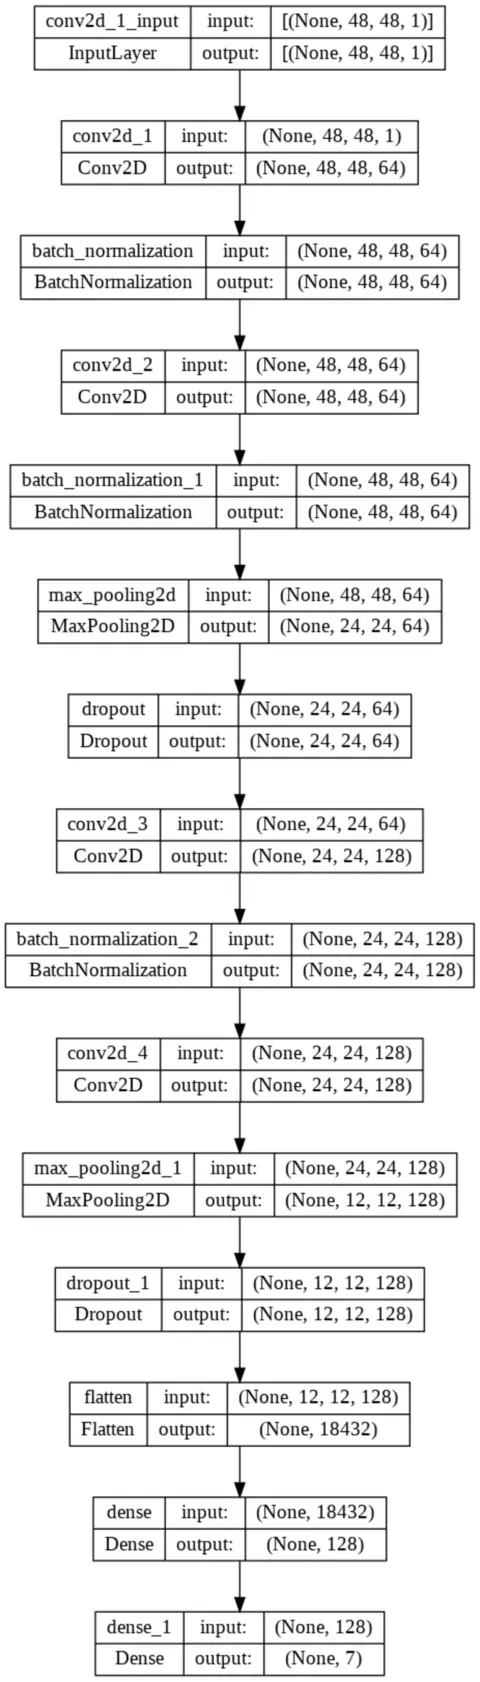 conv2d_1_input input: [(None, 48, 48, 1)]
InputLayer output: [(None, 48, 48, 1)]
conv2d_1 input: (None, 48, 48, 1)
Conv2D output: (None, 48, 48, 64)
batch_normalization input: (None, 48, 48, 64)
BatchNormalization output: (None, 48, 48, 64)
conv2d_2 input: (None, 48, 48, 64)
Conv2D output: (None, 48, 48, 64)
batch_normalization_1 input: (None, 48, 48, 64)
BatchNormalization output: (None, 48, 48, 64)
max_pooling2d input: (None, 48, 48, 64)
MaxPooling2D output: (None, 24, 24, 64)
dropout input: (None, 24, 24, 64)
Dropout output: (None, 24, 24, 64)
conv2d_3 input: (None, 24, 24, 64)
Conv2D output: (None, 24, 24, 128)
batch_normalization_2 input: (None, 24, 24, 128)
BatchNormalization output: (None, 24, 24, 128)
conv2d_4 input: (None, 24, 24, 128)
Conv2D output: (None, 24, 24, 128)
max_pooling2d_1 input: (None, 24, 24, 128)
MaxPooling2D output: (None, 12, 12, 128)
dropout_1 input: (None, 12, 12, 128)
Dropout output: (None, 12, 12, 128)
flatten input: (None, 12, 12, 128)
Flatten output: (None, 18432)
dense input: (None, 18432)
Dense output: (None, 128)
dense_1 input: (None, 128)
Dense output: (None, 7)